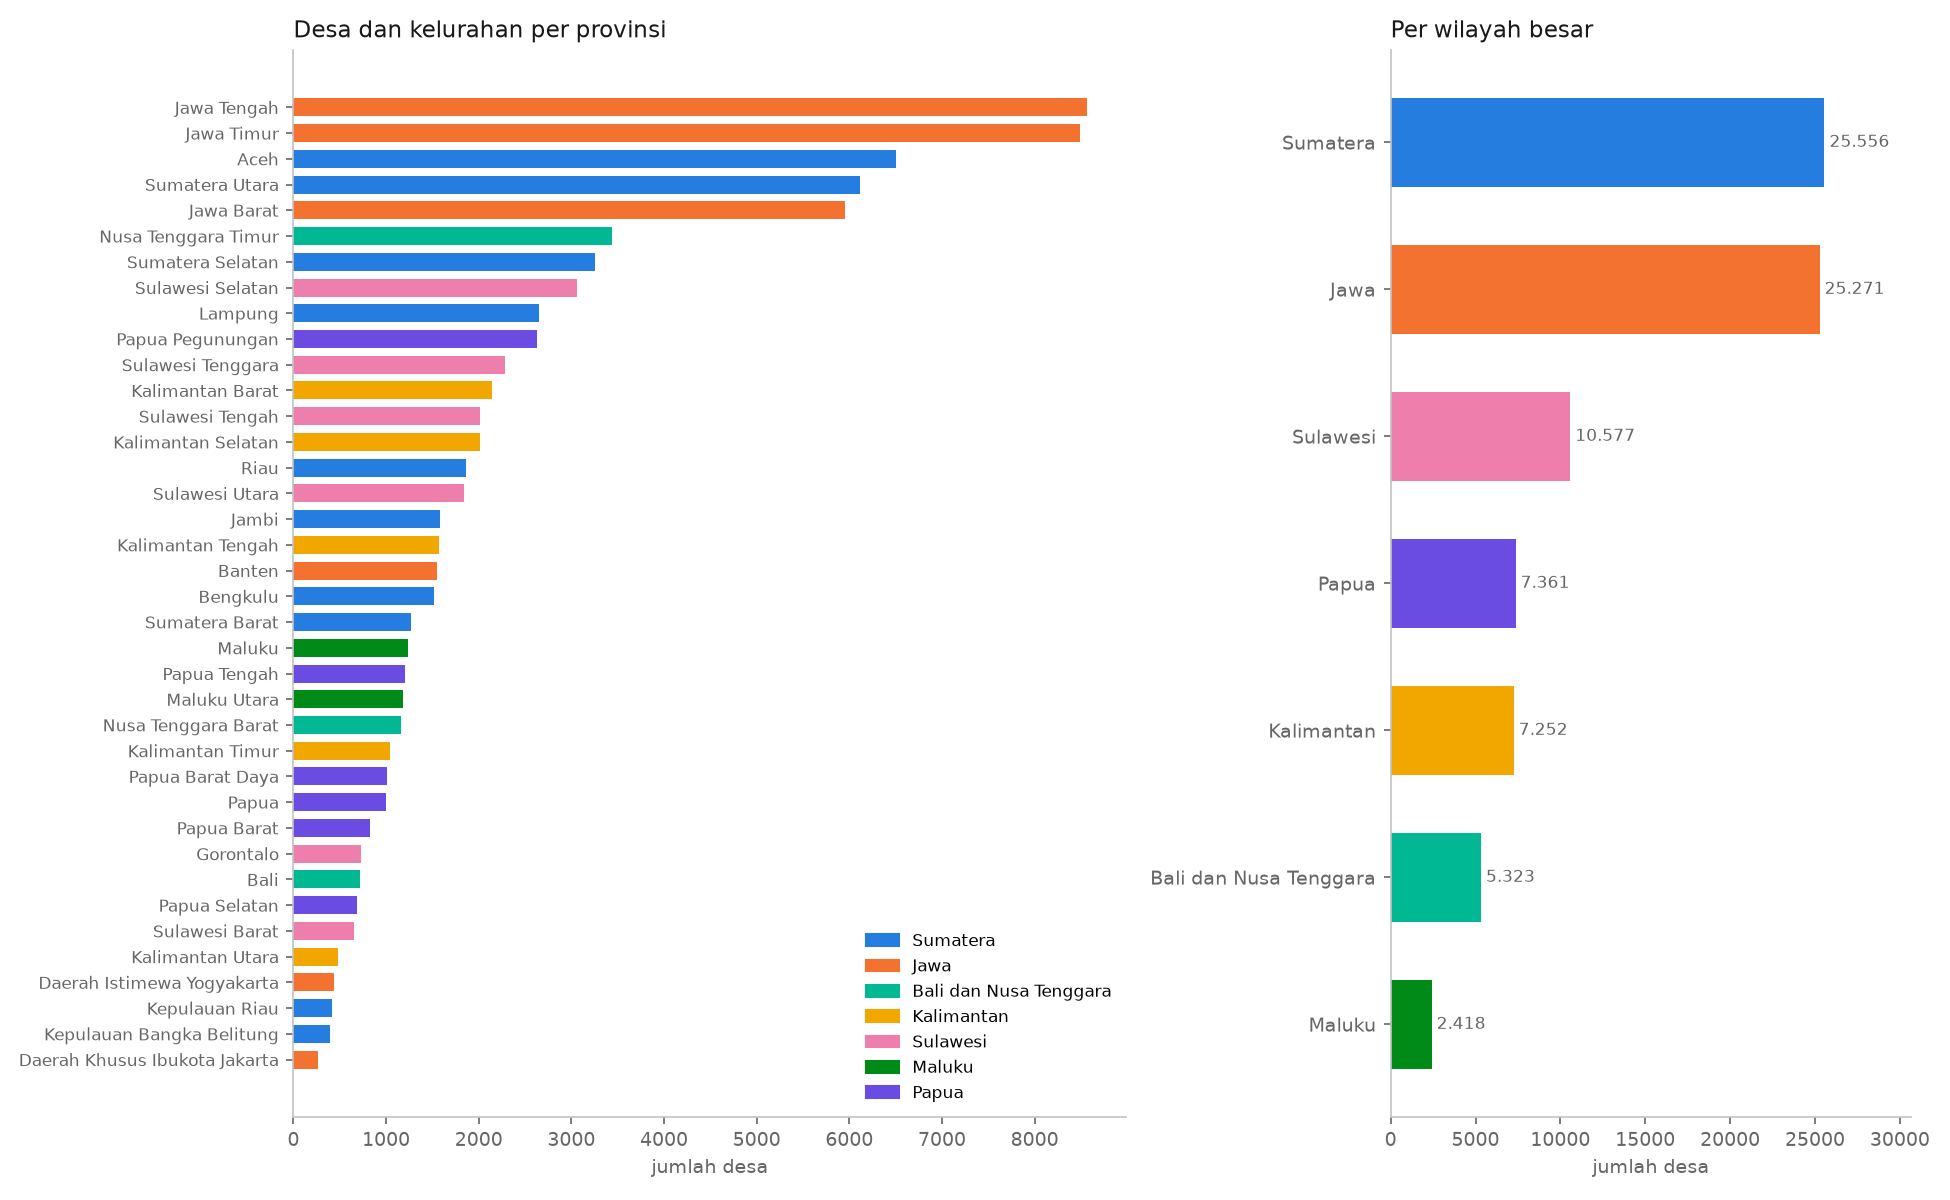 Desa dan kelurahan per provinsi
Jawa Tengah
Jawa Timur
Aceh
Sumatera Utara
Jawa Barat
Nusa Tenggara Timur
Sumatera Selatan
Sulawesi Selatan
Lampung
Papua Pegunungan
Sulawesi Tenggara
Kalimantan Barat
Sulawesi Tengah
Kalimantan Selatan
Riau
Sulawesi Utara
Jambi
Kalimantan Tengah
Banten
Bengkulu
Sumatera Barat
Maluku
Papua Tengah
Maluku Utara
Nusa Tenggara Barat
Kalimantan Timur
Papua Barat Daya
Papua
Papua Barat
Gorontalo
Bali
Papua Selatan
Sulawesi Barat
Kalimantan Utara
Daerah Istimewa Yogyakarta
Kepulauan Riau
Kepulauan Bangka Belitung
Daerah Khusus Ibukota Jakarta
0 1000 2000 3000 4000 5000 6000 7000 8000
jumlah desa
Sumatera
Jawa
Bali dan Nusa Tenggara
Kalimantan
Sulawesi
Maluku
Papua
Per wilayah besar
Sumatera 25.556
Jawa 25.271
Sulawesi 10.577
Papua 7.361
Kalimantan 7.252
Bali dan Nusa Tenggara 5.323
Maluku 2.418
0 5000 10000 15000 20000 25000 30000
jumlah desa